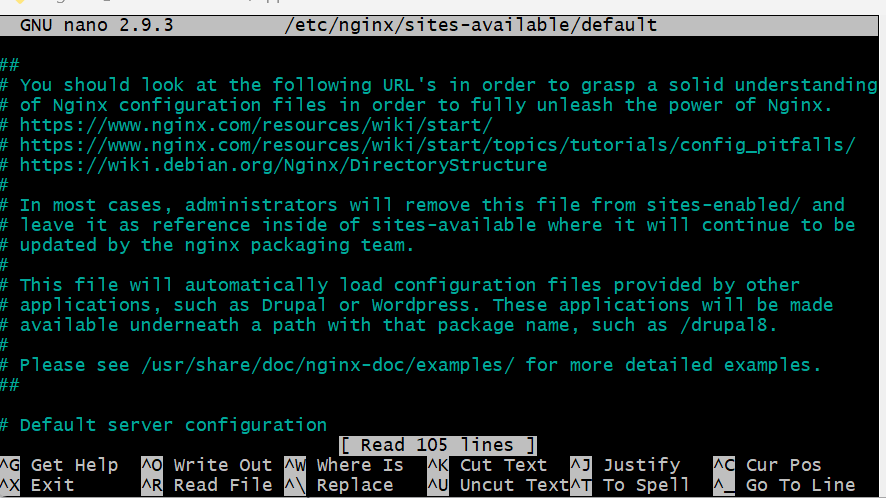 GNU nano 2.9.3 /etc/nginx/sites-available/default
##
# You should look at the following URL's in order to grasp a solid understanding
# of Nginx configuration files in order to fully unleash the power of Nginx.
# https://www.nginx.com/resources/wiki/start/
# https://www.nginx.com/resources/wiki/start/topics/tutorials/config_pitfalls/
# https://wiki.debian.org/Nginx/DirectoryStructure
#
# In most cases, administrators will remove this file from sites-enabled/ and
# leave it as reference inside of sites-available where it will continue to be
# updated by the nginx packaging team.
#
# This file will automatically load configuration files provided by other
# applications, such as Drupal or Wordpress. These applications will be made
# available underneath a path with that package name, such as /drupal8.
#
# Please see /usr/share/doc/nginx-doc/examples/ for more detailed examples.
##
# Default server configuration
[ Read 105 lines ]
^G Get Help ^O Write Out ^W Where Is ^K Cut Text ^J Justify ^C Cur Pos
^X Exit ^R Read File ^\ Replace ^U Uncut Text ^T To Spell ^_ Go To Line